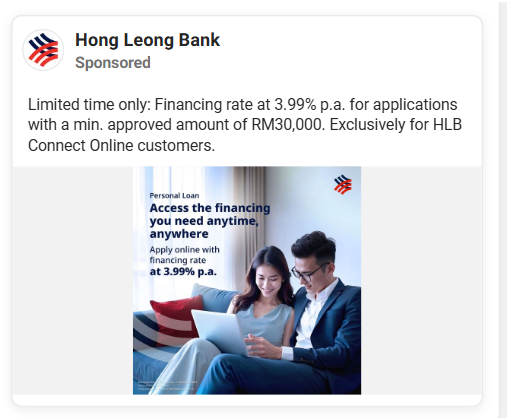 Hong Leong Bank
Sponsored
Limited time only: Financing rate at 3.99% p.a. for applications
with a min. approved amount of RM30,000. Exclusively for HLB
Connect Online customers.
Personal Loan
Access the financing
you need anytime,
anywhere
Apply online with
financing rate
at 3.99% p.a.